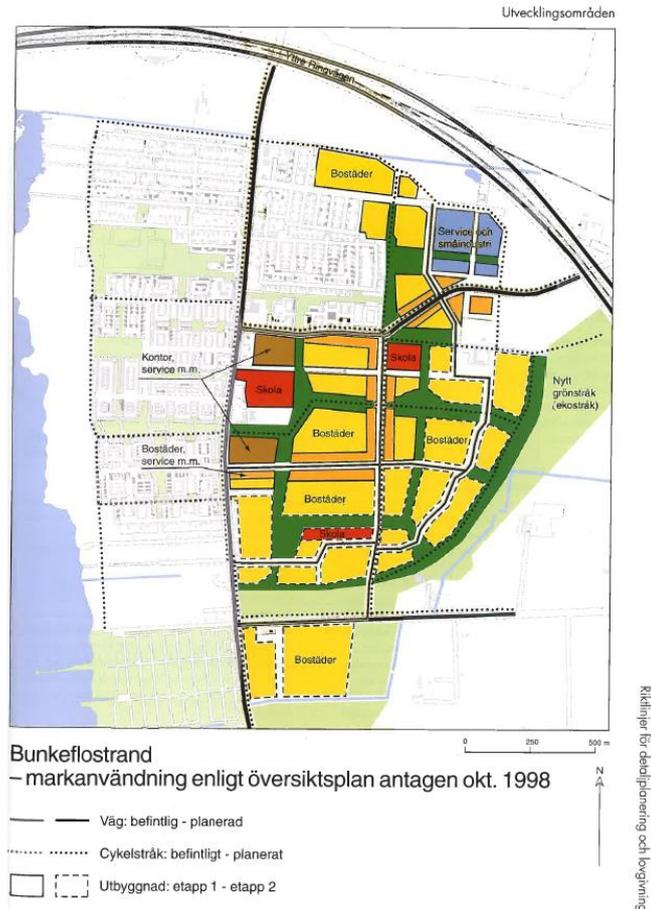 Utvecklingsområden
Yttre Ringvägen
Bostäder
Service och
småindustri
Kontor,
service m.m.
Skola
Skola
Nytt
grönstråk
(ekostråk)
Bostäder
Bostäder
Bostäder,
service m.m.
Bostäder
Skola
Bostäder
Riktlinjer för detaljplanering och lovgivning
0 250 500 m
Bunkeflostrand
– markanvändning enligt översiktsplan antagen okt. 1998
N
Väg: befintlig - planerad
Cykelstråk: befintligt - planerat
Utbyggnad: etapp 1 - etapp 2